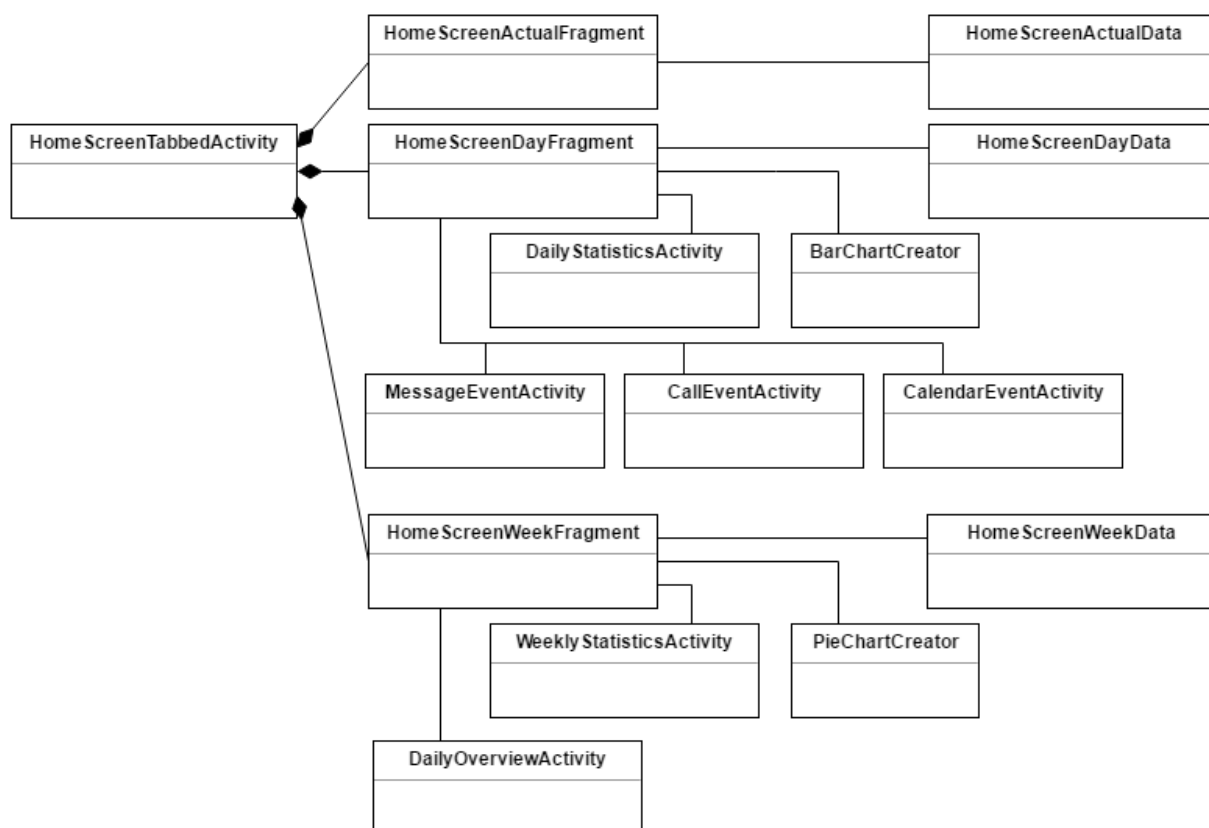 HomeScreenActualFragment
HomeScreenActualData
HomeScreenTabbedActivity
HomeScreenDayFragment
HomeScreenDayData
DailyStatisticsActivity
BarChartCreator
MessageEventActivity
CallEventActivity
CalendarEventActivity
HomeScreenWeekFragment
HomeScreenWeekData
WeeklyStatisticsActivity
PieChartCreator
DailyOverviewActivity